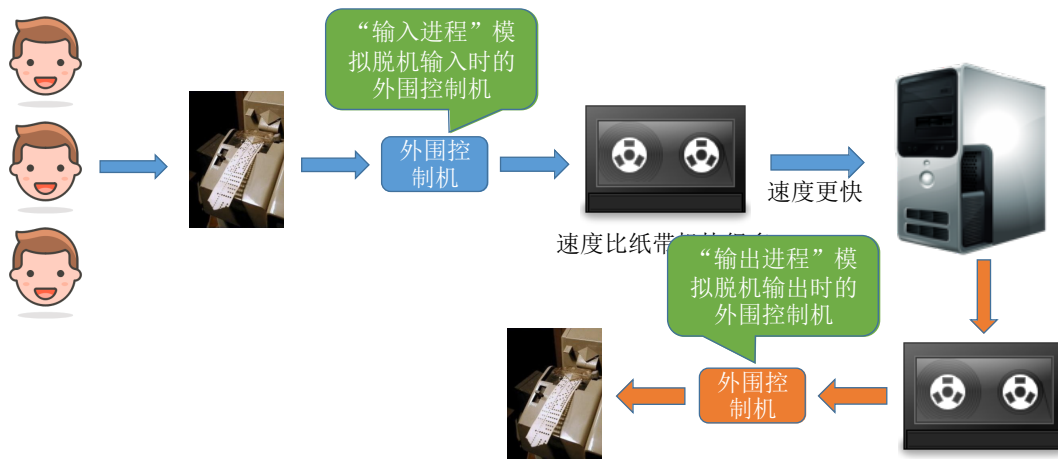 “输入进程”模
拟脱机输入时的
外围控制机
外围控
制机
速度更快
速度比纸带机
“输出进程”模
拟脱机输出时的
外围控制机
外围控
制机